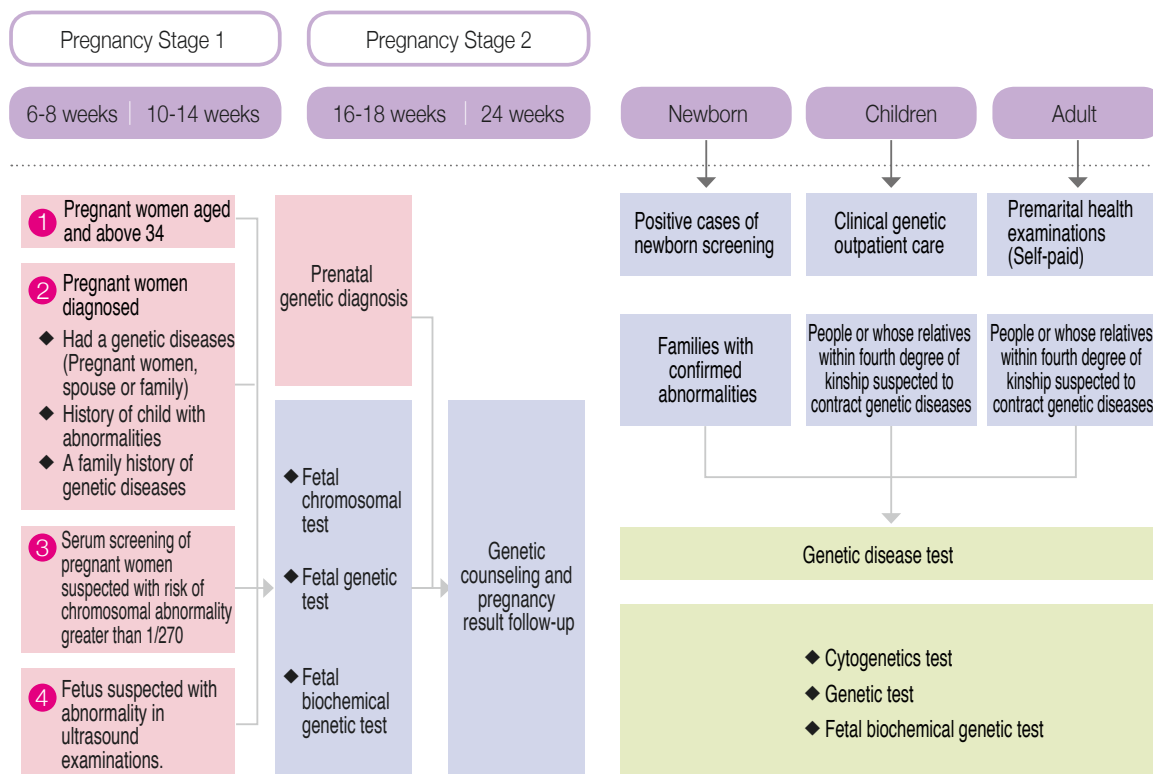 Pregnancy Stage 1
Pregnancy Stage 2
6-8 weeks
10-14 weeks
16-18 weeks
24 weeks
Newborn
Children
Adult
1
Pregnant women aged
and above 34
2
Pregnant women
diagnosed
◆ Had a genetic diseases
(Pregnant women,
spouse or family)
◆ History of child with
abnormalities
◆ A family history of
genetic diseases
3
Serum screening of
pregnant women
suspected with risk of
chromosomal abnormality
greater than 1/270
4
Fetus suspected with
abnormality in
ultrasound
examinations.
Prenatal
genetic diagnosis
◆ Fetal
chromosomal
test
◆ Fetal genetic
test
◆ Fetal
biochemical
genetic test
Genetic
counseling and
pregnancy
result follow-up
Positive cases of
newborn screening
Clinical genetic
outpatient care
Premarital health
examinations
(Self-paid)
Families with
confirmed
abnormalities
People or whose relatives
within fourth degree of
kinship suspected to
contract genetic diseases
People or whose relatives
within fourth degree of
kinship suspected to
contract genetic diseases
Genetic disease test
◆ Cytogenetics test
◆ Genetic test
◆ Fetal biochemical genetic test